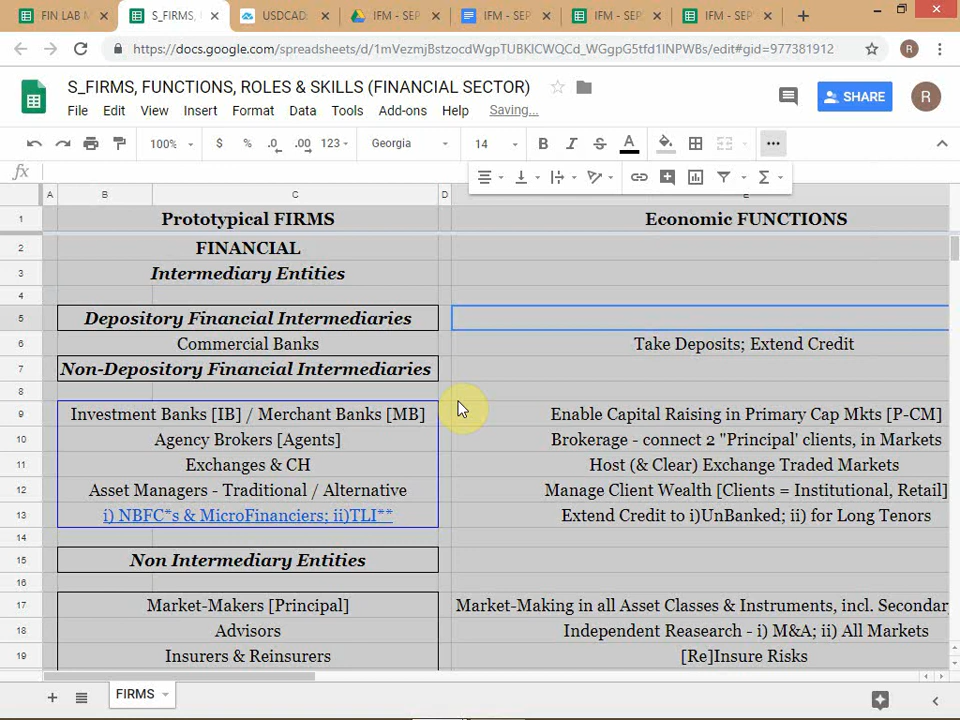 FIN LAB M
S_FIRMS,
USDCAD:
IFM - SEP
IFM - SEP
IFM - SEP
IFM - SEP
https://docs.google.com/spreadsheets/d/1mVezmjBstzocdWgpTUBKlCWQCd_WGgpG5tfd1INPWBs/edit#gid=977381912
R
S_FIRMS, FUNCTIONS, ROLES & SKILLS (FINANCIAL SECTOR)
File Edit View Insert Format Data Tools Add-ons Help Saving...
SHARE
R
100% $ % .0 .00 123 Georgia 14 B I S A
fx
A B C D E
1 Prototypical FIRMS Economic FUNCTIONS
2 FINANCIAL
3 Intermediary Entities
4
5 Depository Financial Intermediaries
6 Commercial Banks Take Deposits; Extend Credit
7 Non-Depository Financial Intermediaries
8
9 Investment Banks [IB] / Merchant Banks [MB] Enable Capital Raising in Primary Cap Mkts [P-CM]
10 Agency Brokers [Agents] Brokerage - connect 2 "Principal' clients, in Markets
11 Exchanges & CH Host (& Clear) Exchange Traded Markets
12 Asset Managers - Traditional / Alternative Manage Client Wealth [Clients = Institutional, Retail]
13 i) NBFC*s & MicroFinanciers; ii)TLI** Extend Credit to i)UnBanked; ii) for Long Tenors
14
15 Non Intermediary Entities
16
17 Market-Makers [Principal] Market-Making in all Asset Classes & Instruments, incl. Secondar
18 Advisors Independent Reasearch - i) M&A; ii) All Markets
19 Insurers & Reinsurers [Re]Insure Risks
FIRMS